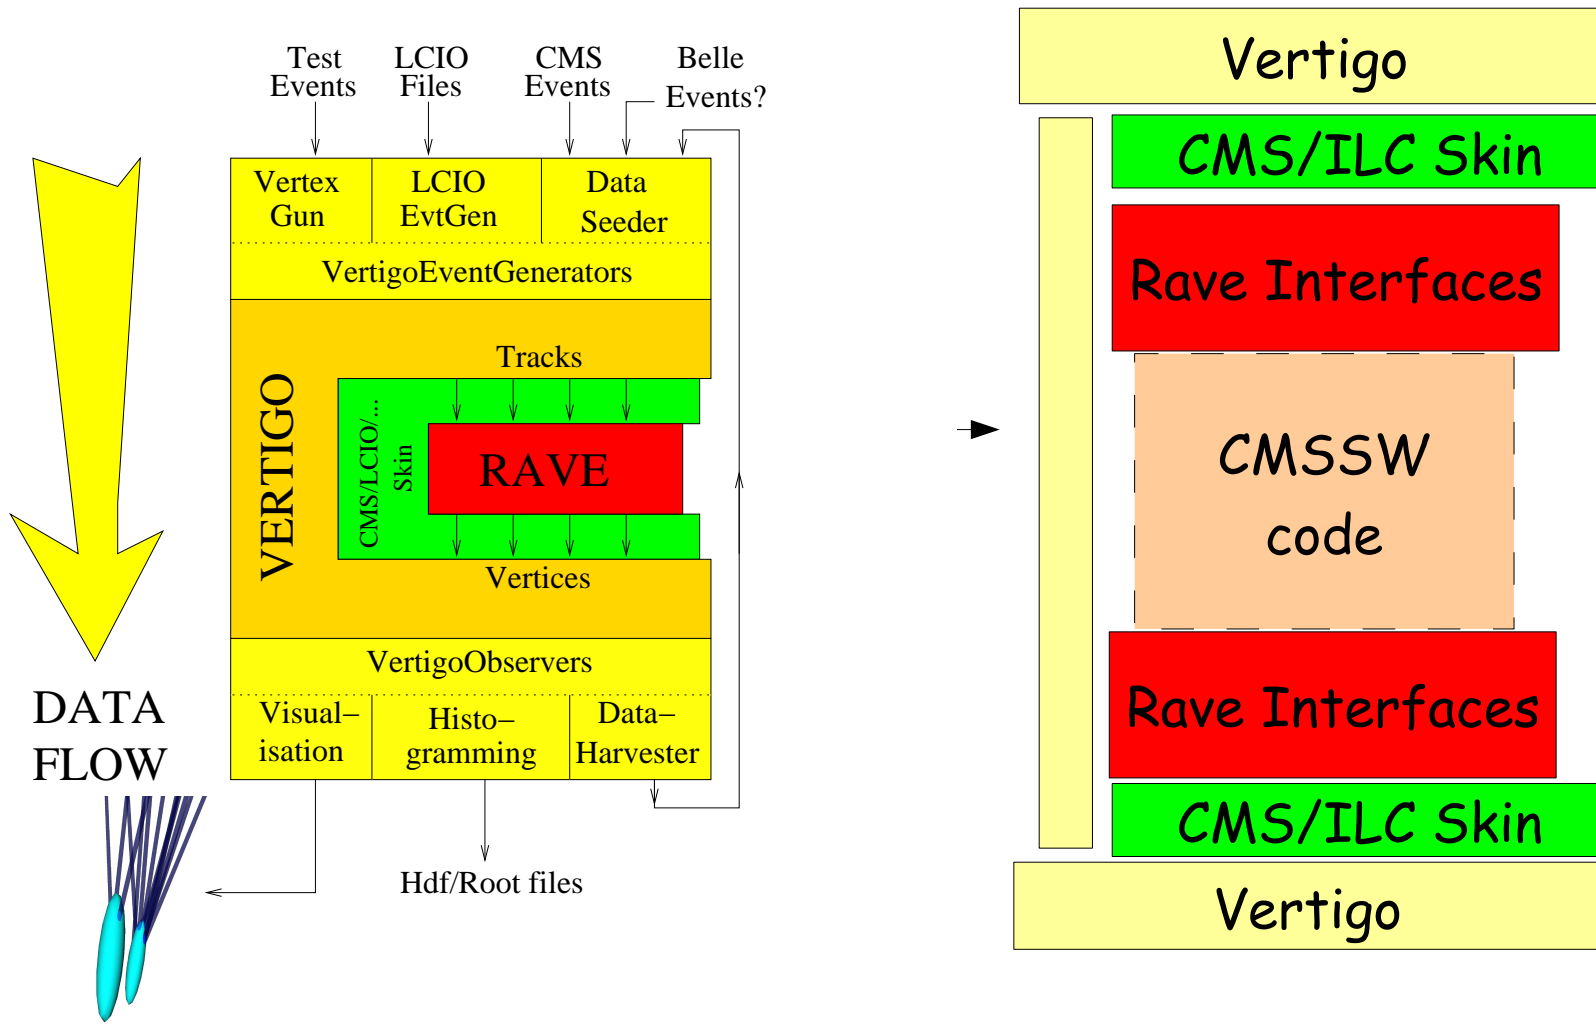 Test
Events
LCIO
Files
CMS
Events
Belle
Events?
Vertex
Gun
LCIO
EvtGen
Data
Seeder
VertigoEventGenerators
Tracks
VERTIGO
CMS/LCIO/...
Skin
RAVE
Vertices
VertigoObservers
Visual−
isation
Histo−
gramming
Data−
Harvester
DATA
FLOW
Hdf/Root files
Vertigo
CMS/ILC Skin
Rave Interfaces
CMSSW
code
Rave Interfaces
CMS/ILC Skin
Vertigo